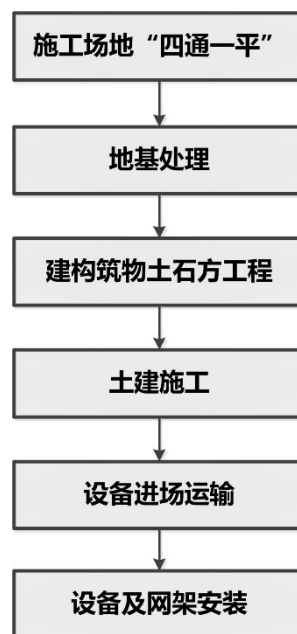 施工场地“四通一平”
地基处理
建构筑物土石方工程
土建施工
设备进场运输
设备及网架安装